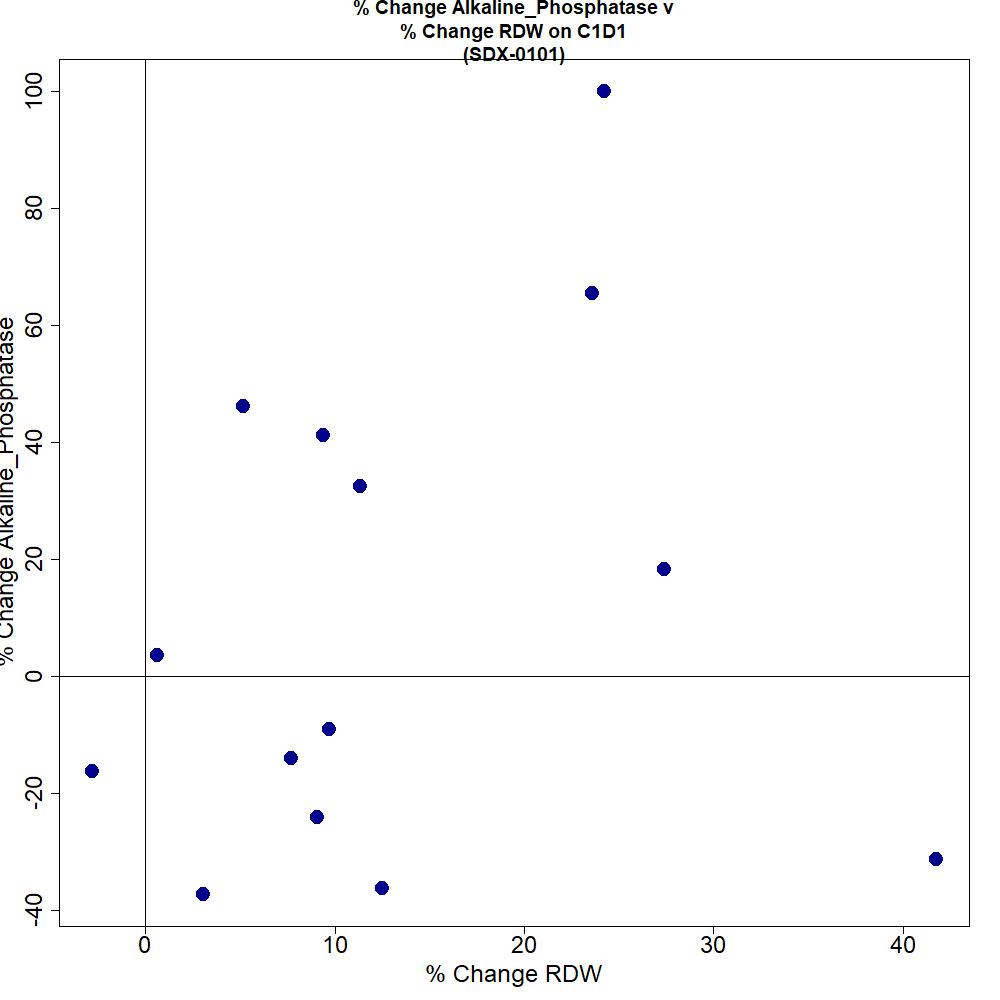 % Change Alkaline_Phosphatase v
% Change RDW on C1D1
(SDX-0101)
% Change Alkaline_Phosphatase
100
80
60
40
20
0
-20
-40
0 10 20 30 40
% Change RDW